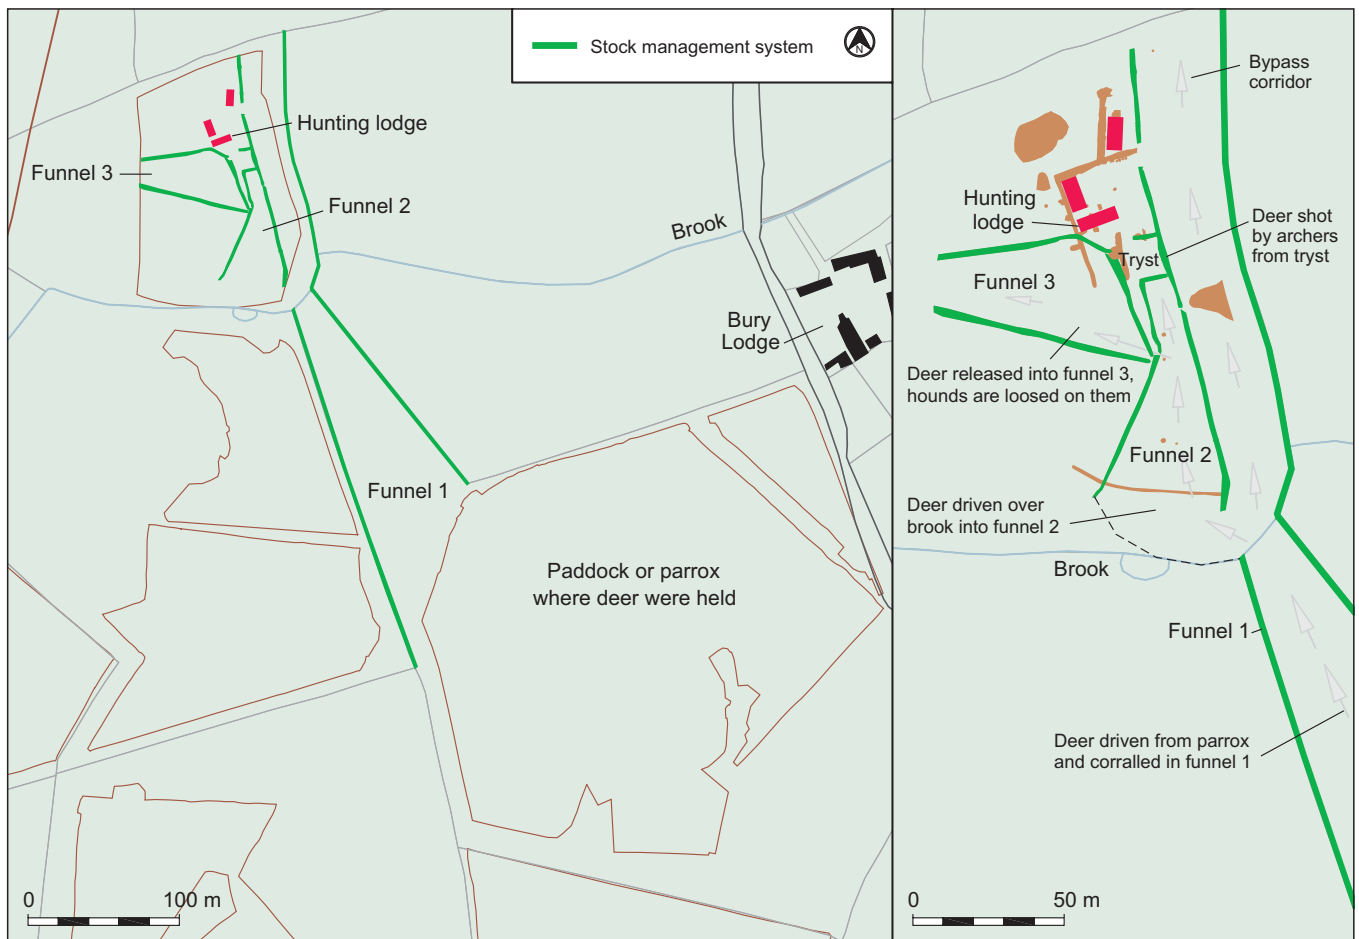 Stock management system
N
Hunting lodge
Funnel 3
Funnel 2
Brook
Bury
Lodge
Funnel 1
Paddock or parrox
where deer were held
0
100 m
Bypass
corridor
Hunting
lodge
Deer shot
by archers
from tryst
Tryst
Funnel 3
Deer released into funnel 3,
hounds are loosed on them
Funnel 2
Deer driven over
brook into funnel 2
Brook
Funnel 1
Deer driven from parrox
and corralled in funnel 1
0
50 m